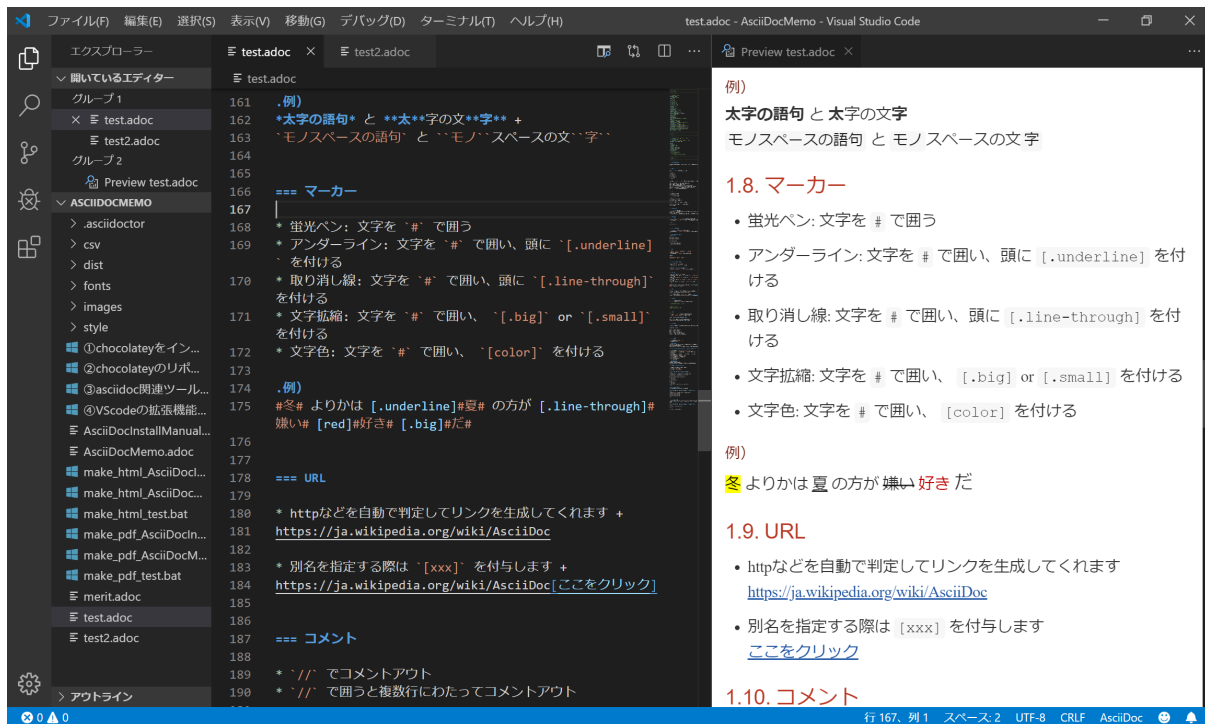 ファイル(F) 編集(E) 選択(S) 表示(V) 移動(G) デバッグ(D) ターミナル(T) ヘルプ(H) test.adoc - AsciiDocMemo - Visual Studio Code
エクスプローラー
開いているエディター
グループ 1
test.adoc
test2.adoc
グループ 2
Preview test.adoc
ASCIIDOCMEMO
.asciidoctor
csv
dist
fonts
images
style
①chocolateyをイン...
②chocolateyのリポ...
③asciidoc関連ツール...
④VScodeの拡張機能...
AsciiDocInstallManual...
AsciiDocMemo.adoc
make_html_AsciiDocI...
make_html_AsciiDoc...
make_html_test.bat
make_pdf_AsciiDocIn...
make_pdf_AsciiDocM...
make_pdf_test.bat
merit.adoc
test.adoc
test2.adoc
アウトライン
test.adoc test2.adoc
test.adoc
161 .例)
162 *太字の語句* と **太**字の文**字** +
163 `モノスペースの語句` と ``モノ``スペースの文``字``
164
165
166 === マーカー
167
168 * 蛍光ペン: 文字を `#` で囲う
169 * アンダーライン: 文字を `#` で囲い、頭に `[.underline]
` を付ける
170 * 取り消し線: 文字を `#` で囲い、頭に `[.line-through]`
を付ける
171 * 文字拡縮: 文字を `#` で囲い、 `[.big]` or `[.small]`
を付ける
172 * 文字色: 文字を `#` で囲い、 `[color]` を付ける
173
174 .例)
175 #冬# よりかは [.underline]#夏# の方が [.line-through]#
嫌い# [red]#好き# [.big]#だ#
176
177
178 === URL
179
180 * httpなどを自動で判定してリンクを生成してくれます +
181 https://ja.wikipedia.org/wiki/AsciiDoc
182
183 * 別名を指定する際は `[xxx]` を付与します +
184 https://ja.wikipedia.org/wiki/AsciiDoc[ここをクリック]
185
186
187 === コメント
188
189 * `//` でコメントアウト
190 * `//` で囲うと複数行にわたってコメントアウト
Preview test.adoc
例)
太字の語句 と 太字の文字
モノスペースの語句 と モノスペースの文字
1.8. マーカー
• 蛍光ペン: 文字を # で囲う
• アンダーライン: 文字を # で囲い、頭に [.underline] を付
ける
• 取り消し線: 文字を # で囲い、頭に [.line-through] を付
ける
• 文字拡縮: 文字を # で囲い、 [.big] or [.small] を付ける
• 文字色: 文字を # で囲い、 [color] を付ける
例)
冬 よりかは 夏 の方が 嫌い 好き だ
1.9. URL
• httpなどを自動で判定してリンクを生成してくれます
https://ja.wikipedia.org/wiki/AsciiDoc
• 別名を指定する際は [xxx] を付与します
ここをクリック
1.10. コメント
0 0 行 167、列 1 スペース: 2 UTF-8 CRLF AsciiDoc